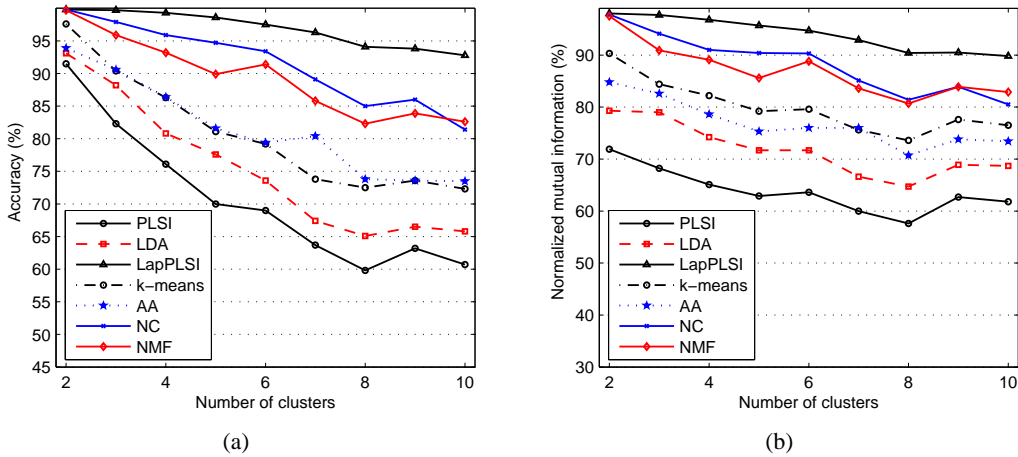 95
90
85
80
75
70
65
60
55
50
45
Accuracy (%)
PLSI
LDA
LapPLSI
k−means
AA
NC
NMF
2 4 6 8 10
Number of clusters
(a)
90
80
70
60
50
40
30
Normalized mutual information (%)
PLSI
LDA
LapPLSI
k−means
AA
NC
NMF
2 4 6 8 10
Number of clusters
(b)